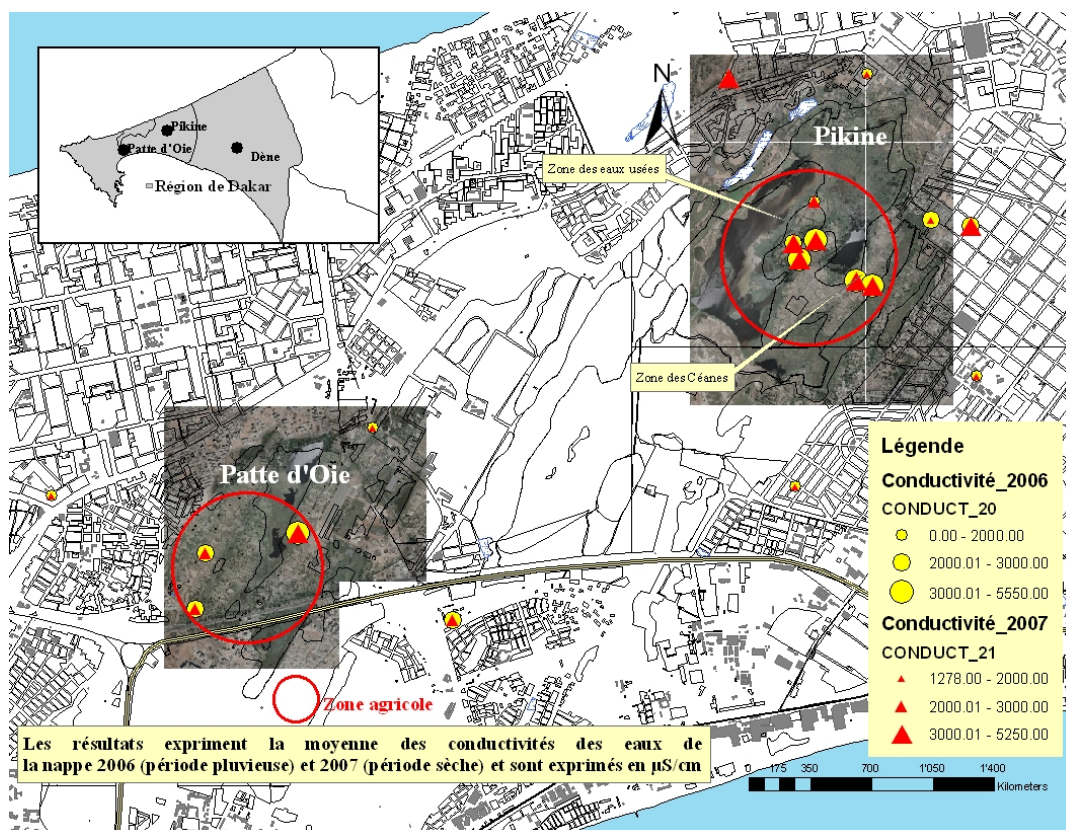 Pikine
Patte d'Oie
Dène
Région de Dakar
N
Pikine
Zone des eaux usées
Zone des Céanes
Patte d'Oie
Zone agricole
Légende
Conductivité_2006
CONDUCT_20
0.00 - 2000.00
2000.01 - 3000.00
3000.01 - 5550.00
Conductivité_2007
CONDUCT_21
1278.00 - 2000.00
2000.01 - 3000.00
3000.01 - 5250.00
Les résultats expriment la moyenne des conductivités des eaux de
la nappe 2006 (période pluvieuse) et 2007 (période sèche) et sont exprimés en µS/cm
0 175 350 700 1'050 1'400
Kilometers